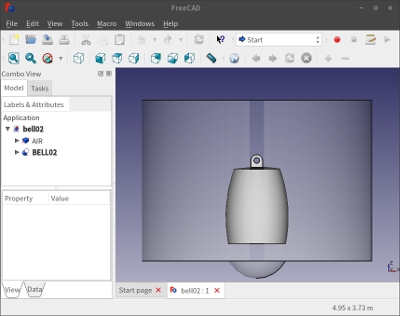 FreeCAD
File Edit View Tools Macro Windows Help
Start
Combo View
Model Tasks
Labels & Attributes
Application
bell02
AIR
BELL02
Property Value
View Data
Start page bell02 : 1
4.95 x 3.73 m